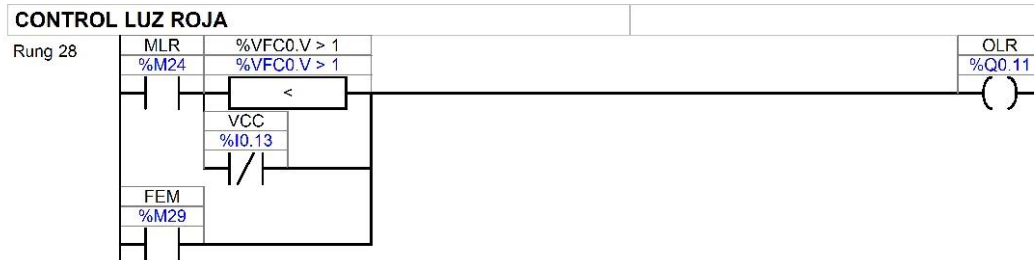 CONTROL LUZ ROJA
Rung 28
MLR
%M24
%VFC0.V > 1
%VFC0.V > 1
<
OLR
%Q0.11
VCC
%I0.13
FEM
%M29